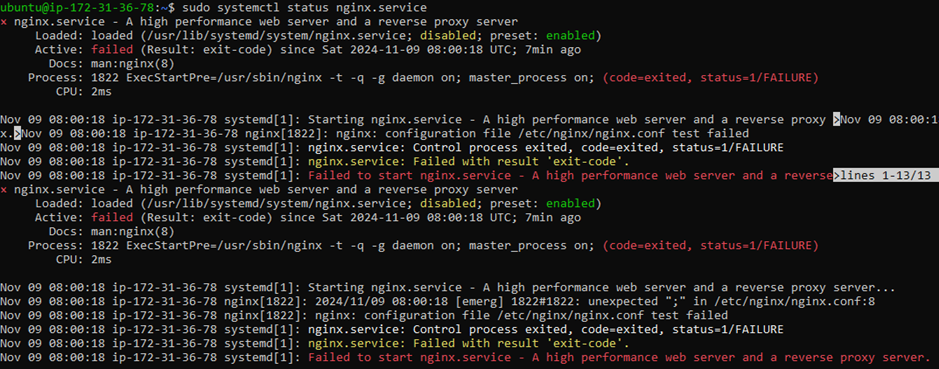 ubuntu@ip-172-31-36-78:~$ sudo systemctl status nginx.service
× nginx.service - A high performance web server and a reverse proxy server
Loaded: loaded (/usr/lib/systemd/system/nginx.service; disabled; preset: enabled)
Active: failed (Result: exit-code) since Sat 2024-11-09 08:00:18 UTC; 7min ago
Docs: man:nginx(8)
Process: 1822 ExecStartPre=/usr/sbin/nginx -t -q -g daemon on; master_process on; (code=exited, status=1/FAILURE)
CPU: 2ms
Nov 09 08:00:18 ip-172-31-36-78 systemd[1]: Starting nginx.service - A high performance web server and a reverse proxy >Nov 09 08:00:1
x.>Nov 09 08:00:18 ip-172-31-36-78 nginx[1822]: nginx: configuration file /etc/nginx/nginx.conf test failed
Nov 09 08:00:18 ip-172-31-36-78 systemd[1]: nginx.service: Control process exited, code=exited, status=1/FAILURE
Nov 09 08:00:18 ip-172-31-36-78 systemd[1]: nginx.service: Failed with result 'exit-code'.
Nov 09 08:00:18 ip-172-31-36-78 systemd[1]: Failed to start nginx.service - A high performance web server and a reverse>lines 1-13/13
× nginx.service - A high performance web server and a reverse proxy server
Loaded: loaded (/usr/lib/systemd/system/nginx.service; disabled; preset: enabled)
Active: failed (Result: exit-code) since Sat 2024-11-09 08:00:18 UTC; 7min ago
Docs: man:nginx(8)
Process: 1822 ExecStartPre=/usr/sbin/nginx -t -q -g daemon on; master_process on; (code=exited, status=1/FAILURE)
CPU: 2ms
Nov 09 08:00:18 ip-172-31-36-78 systemd[1]: Starting nginx.service - A high performance web server and a reverse proxy server...
Nov 09 08:00:18 ip-172-31-36-78 nginx[1822]: 2024/11/09 08:00:18 [emerg] 1822#1822: unexpected ";" in /etc/nginx/nginx.conf:8
Nov 09 08:00:18 ip-172-31-36-78 nginx[1822]: nginx: configuration file /etc/nginx/nginx.conf test failed
Nov 09 08:00:18 ip-172-31-36-78 systemd[1]: nginx.service: Control process exited, code=exited, status=1/FAILURE
Nov 09 08:00:18 ip-172-31-36-78 systemd[1]: nginx.service: Failed with result 'exit-code'.
Nov 09 08:00:18 ip-172-31-36-78 systemd[1]: Failed to start nginx.service - A high performance web server and a reverse proxy server.